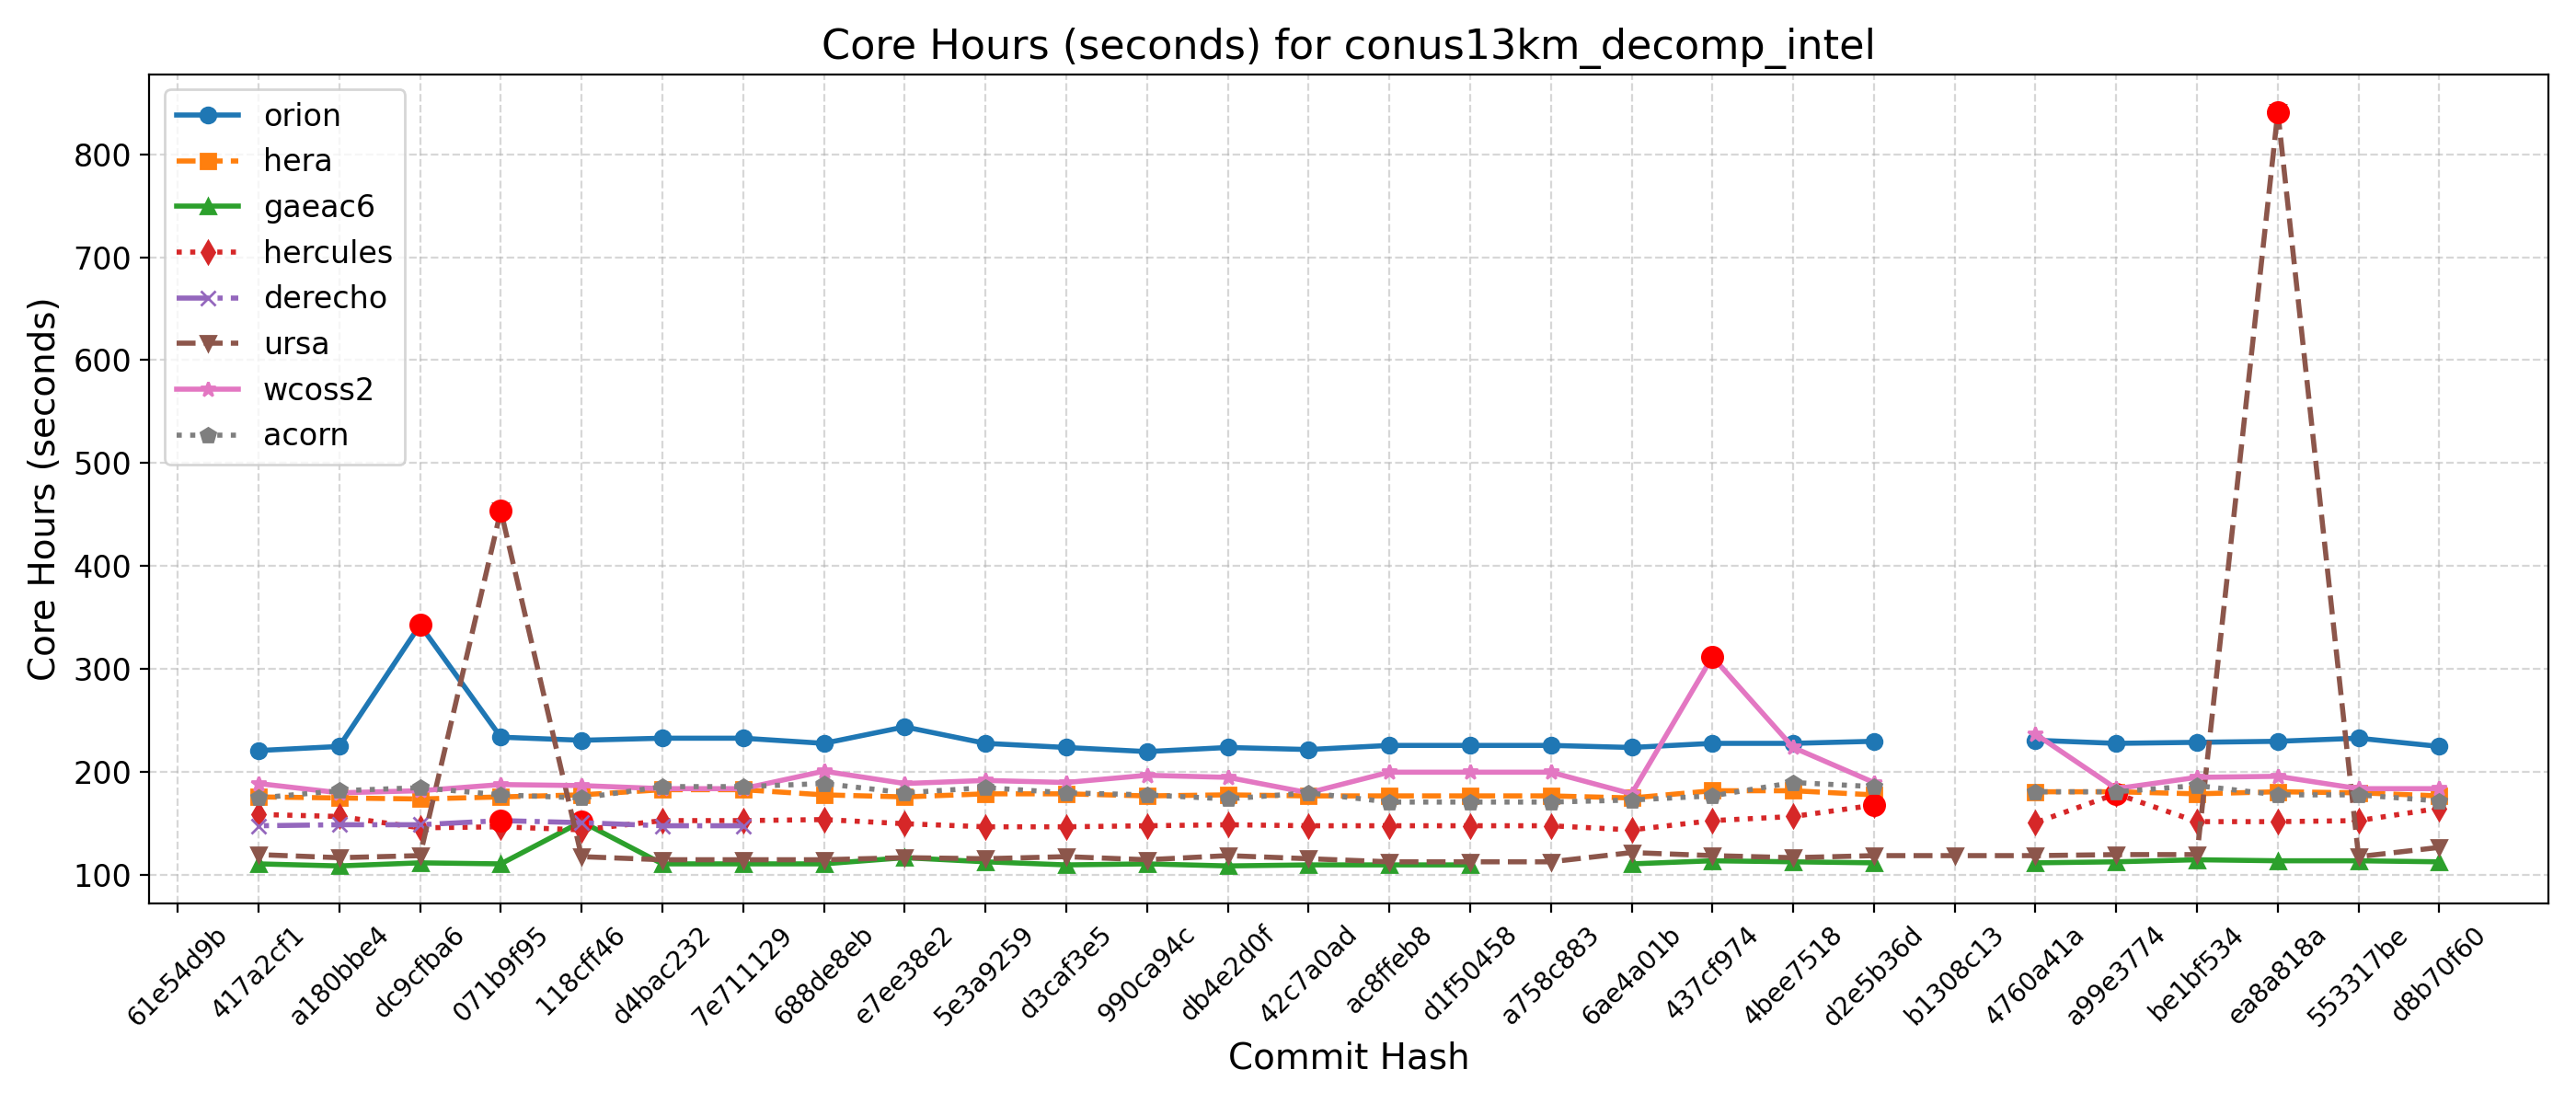 Core Hours (seconds) for conus13km_decomp_intel
orion
hera
gaeac6
hercules
derecho
ursa
wcoss2
acorn
Core Hours (seconds)
800
700
600
500
400
300
200
100
61e54d9b
417a2cf1
a180bbe4
dc9cfba6
071b9f95
118cff46
d4bac232
7e711129
688de8eb
e7ee38e2
5e3a9259
d3caf3e5
990ca94c
db4e2d0f
42c7a0ad
ac8ffeb8
d1f50458
a758c883
6ae4a01b
437cf974
4bee7518
d2e5b36d
b1308c13
4760a41a
a99e3774
be1bf534
ea8a818a
553317be
d8b70f60
Commit Hash